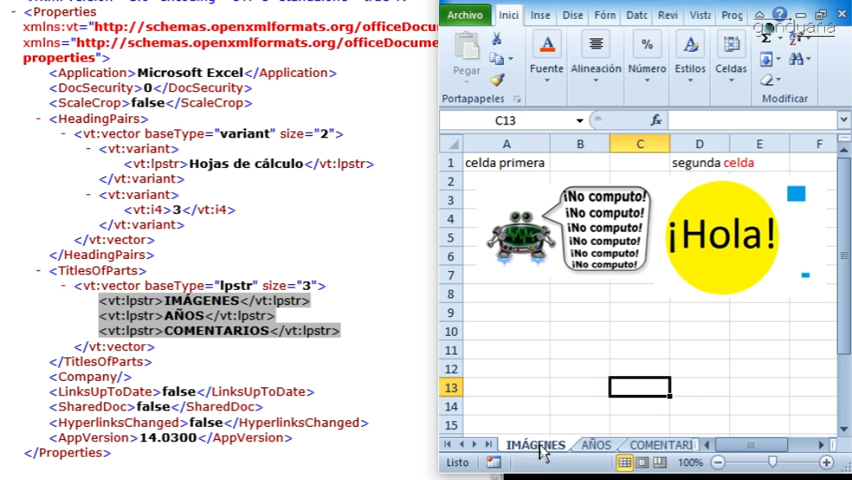 - <Properties
xmlns:vt="http://schemas.openxmlformats.org/officeDocu
xmlns="http://schemas.openxmlformats.org/officeDocume
properties">
<Application>Microsoft Excel</Application>
<DocSecurity>0</DocSecurity>
<ScaleCrop>false</ScaleCrop>
- <HeadingPairs>
- <vt:vector baseType="variant" size="2">
- <vt:variant>
<vt:lpstr>Hojas de cálculo</vt:lpstr>
</vt:variant>
- <vt:variant>
<vt:i4>3</vt:i4>
</vt:variant>
</vt:vector>
</HeadingPairs>
- <TitlesOfParts>
- <vt:vector baseType="lpstr" size="3">
<vt:lpstr>IMÁGENES</vt:lpstr>
<vt:lpstr>AÑOS</vt:lpstr>
<vt:lpstr>COMENTARIOS</vt:lpstr>
</vt:vector>
</TitlesOfParts>
<Company/>
<LinksUpToDate>false</LinksUpToDate>
<SharedDoc>false</SharedDoc>
<HyperlinksChanged>false</HyperlinksChanged>
<AppVersion>14.0300</AppVersion>
</Properties>
Archivo Inici Inse Dise Fórn Dato Revi Vista Prog
gonduana
Pegar Fuente Alineación Número Estilos Celdas
Portapapeles Modificar
C13 fx
A B C D E F
1 celda primera segunda celda
2
3
4
5
6
7
8
9
10
11
12
13
14
15
¡No computo!
¡No computo!
¡No computo!
¡No computo!
¡No computo!
¡No computo!
¡Hola!
IMÁGENES AÑOS COMENTARI
Listo 100%